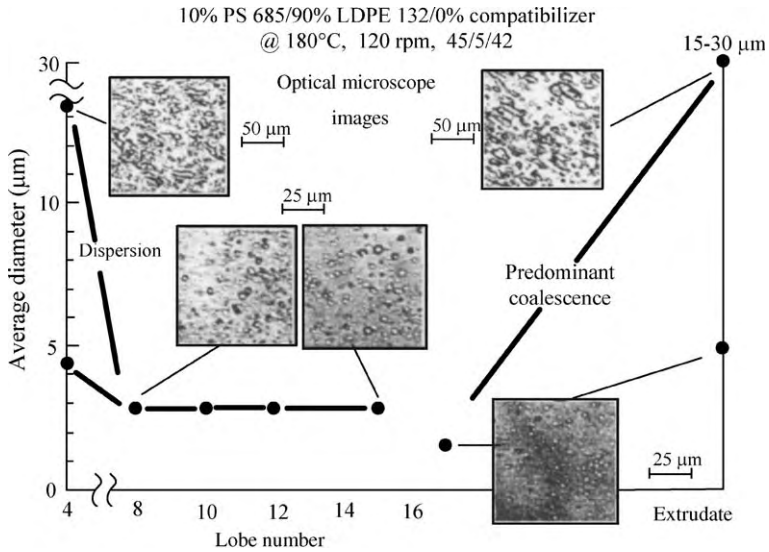 10% PS 685/90% LDPE 132/0% compatibilizer
@ 180°C, 120 rpm, 45/5/42
15-30 μm
30
Optical microscope
images
50 μm
50 μm
10
25 μm
Dispersion
Predominant
coalescence
Average diameter (μm)
5
25 μm
0
4
8
10
12
14
16
Extrudate
Lobe number